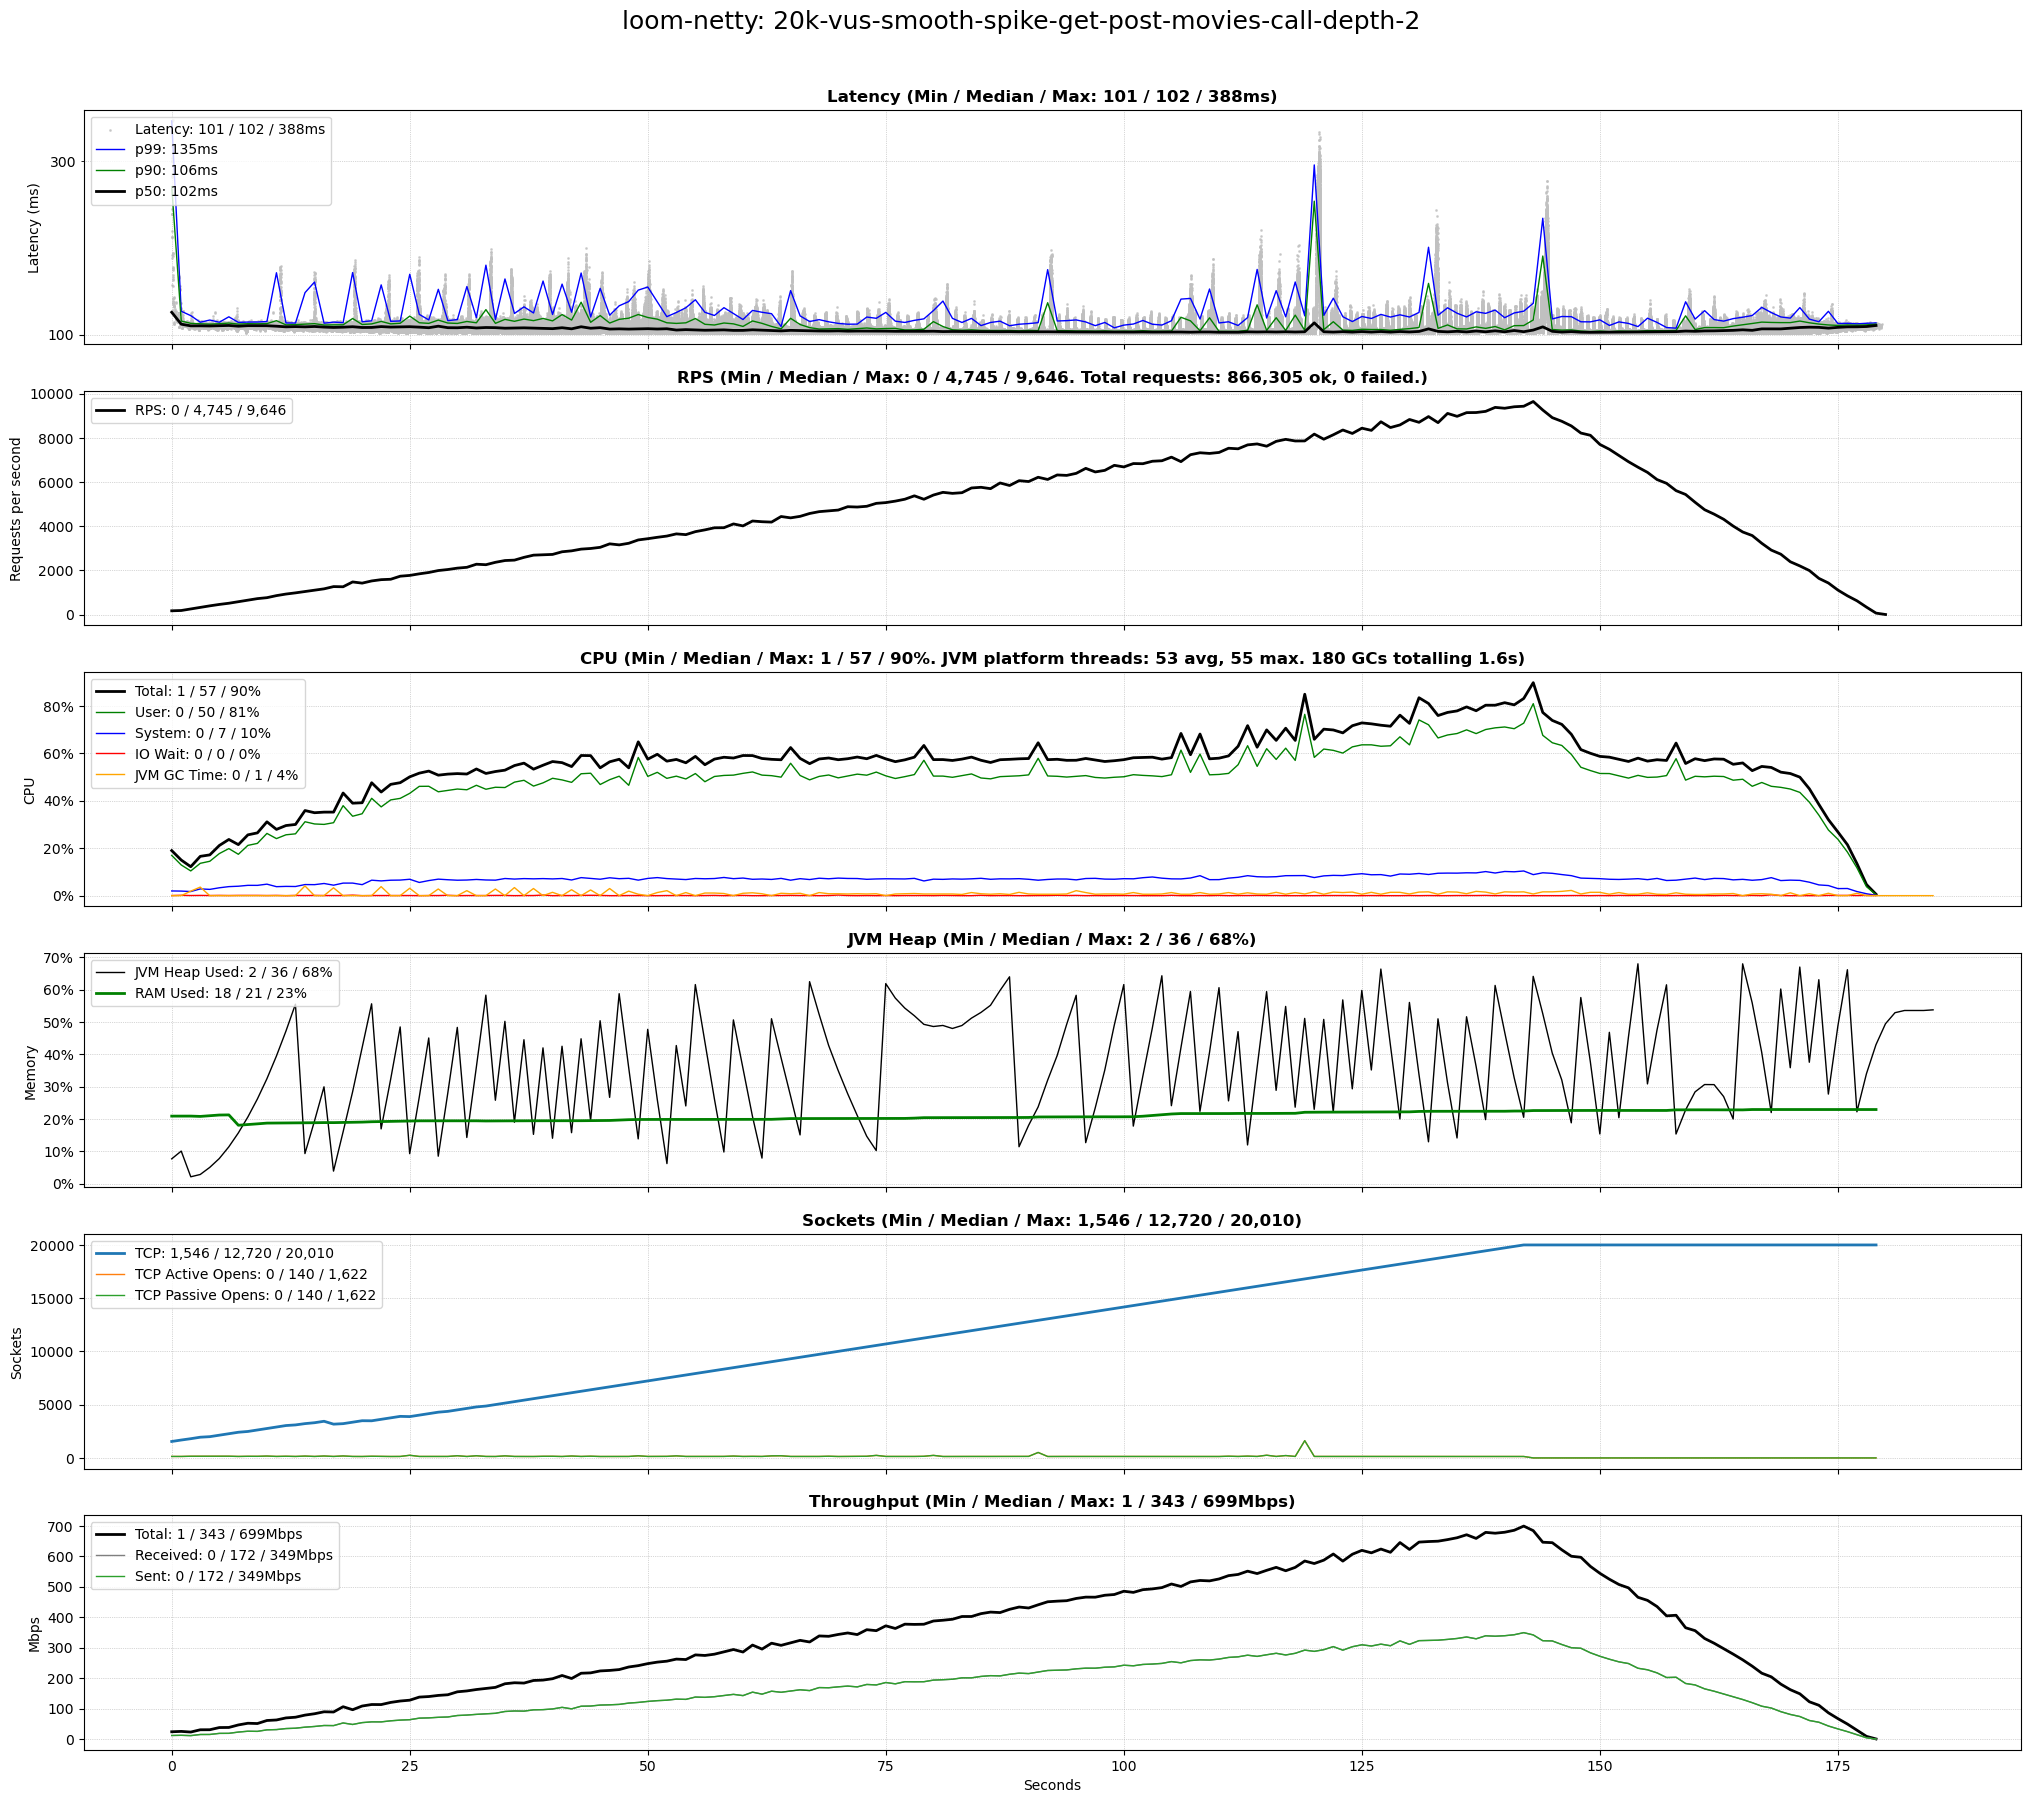 loom-netty: 20k-vus-smooth-spike-get-post-movies-call-depth-2
Latency (Min / Median / Max: 101 / 102 / 388ms)
Latency (ms)
300
100
Latency: 101 / 102 / 388ms
p99: 135ms
p90: 106ms
p50: 102ms
RPS (Min / Median / Max: 0 / 4,745 / 9,646. Total requests: 866,305 ok, 0 failed.)
Requests per second
10000
8000
6000
4000
2000
0
RPS: 0 / 4,745 / 9,646
CPU (Min / Median / Max: 1 / 57 / 90%. JVM platform threads: 53 avg, 55 max. 180 GCs totalling 1.6s)
CPU
80%
60%
40%
20%
0%
Total: 1 / 57 / 90%
User: 0 / 50 / 81%
System: 0 / 7 / 10%
IO Wait: 0 / 0 / 0%
JVM GC Time: 0 / 1 / 4%
JVM Heap (Min / Median / Max: 2 / 36 / 68%)
Memory
70%
60%
50%
40%
30%
20%
10%
0%
JVM Heap Used: 2 / 36 / 68%
RAM Used: 18 / 21 / 23%
Sockets (Min / Median / Max: 1,546 / 12,720 / 20,010)
Sockets
20000
15000
10000
5000
0
TCP: 1,546 / 12,720 / 20,010
TCP Active Opens: 0 / 140 / 1,622
TCP Passive Opens: 0 / 140 / 1,622
Throughput (Min / Median / Max: 1 / 343 / 699Mbps)
Mbps
700
600
500
400
300
200
100
0
Total: 1 / 343 / 699Mbps
Received: 0 / 172 / 349Mbps
Sent: 0 / 172 / 349Mbps
0 25 50 75 100 125 150 175
Seconds